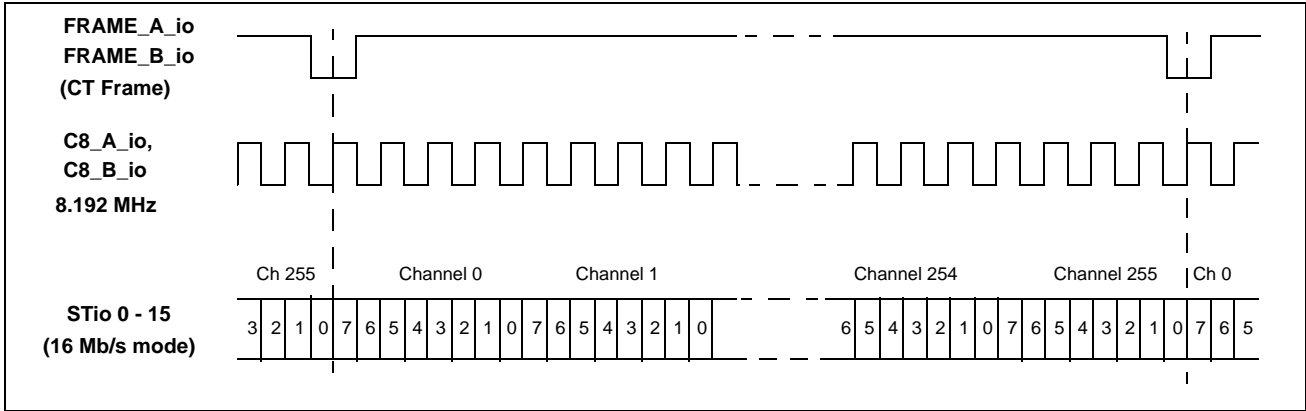 FRAME_A_io
FRAME_B_io
(CT Frame)
C8_A_io,
C8_B_io
8.192 MHz
Ch 255 Channel 0 Channel 1 Channel 254 Channel 255 Ch 0
STio 0 - 15
(16 Mb/s mode)
3 2 1 0 7 6 5 4 3 2 1 0 7 6 5 4 3 2 1 0 6 5 4 3 2 1 0 7 6 5 4 3 2 1 0 7 6 5